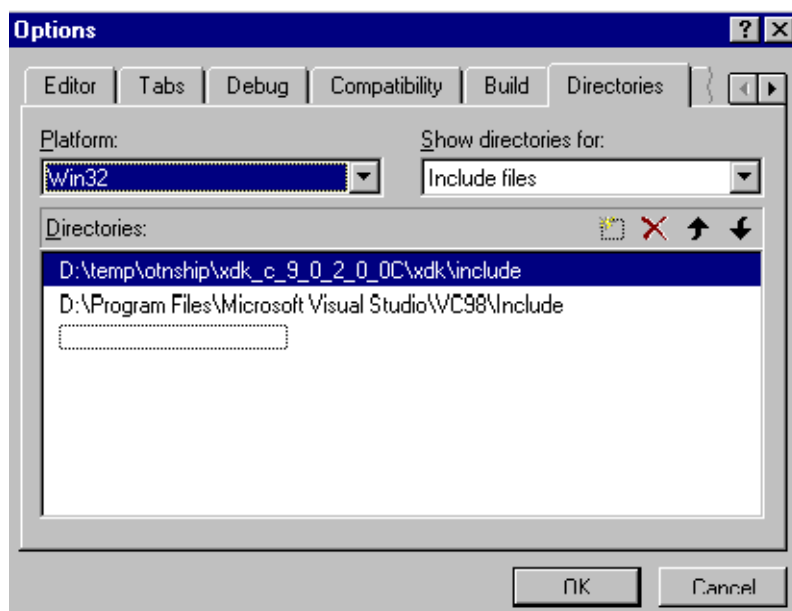 Options
Editor Tabs Debug Compatibility Build Directories
Platform: Show directories for:
Win32 Include files
Directories:
D:\temp\otnship\xdk_c_9_0_2_0_0C\xdk\include
D:\Program Files\Microsoft Visual Studio\VC98\Include
OK Cancel